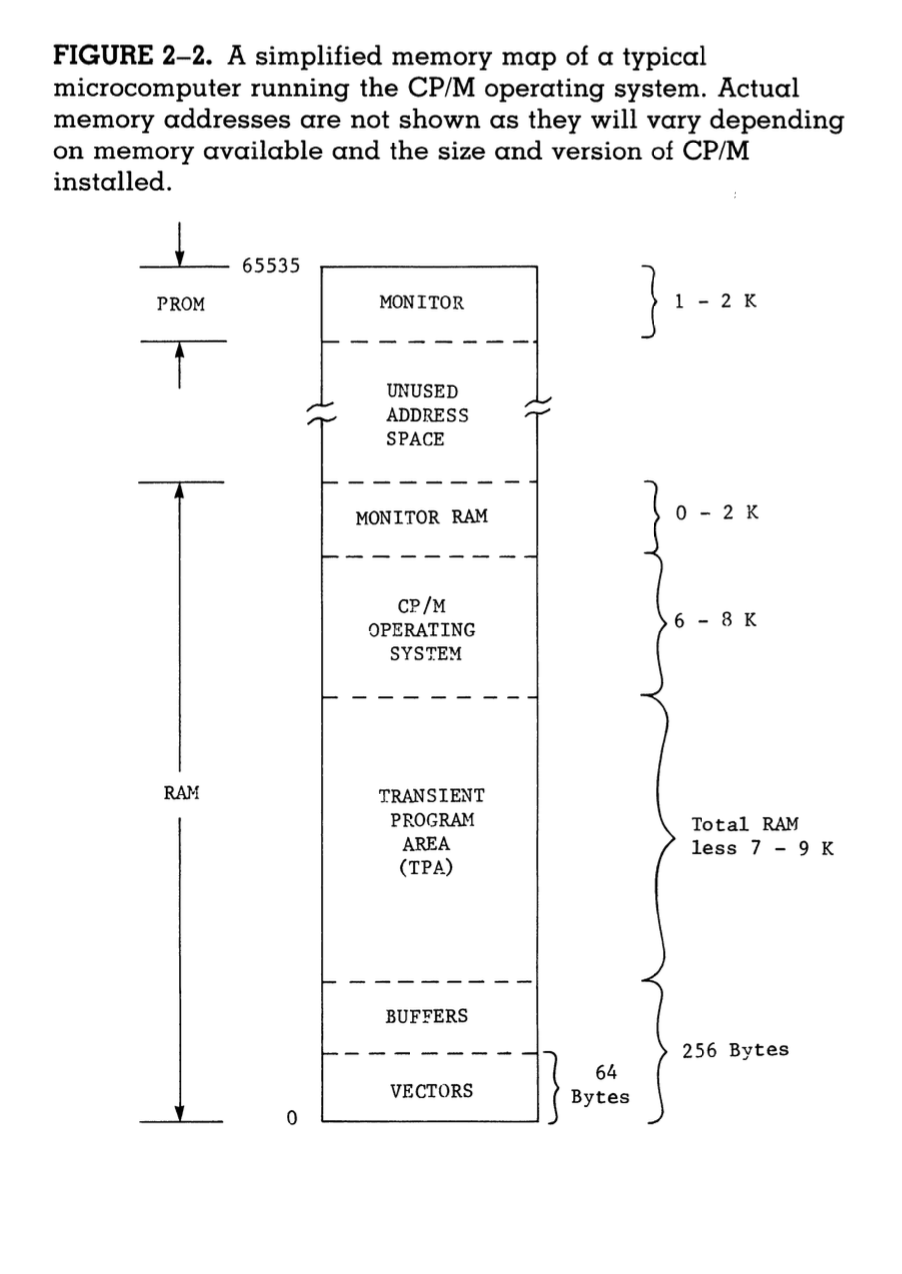 FIGURE 2–2. A simplified memory map of a typical
microcomputer running the CP/M operating system. Actual
memory addresses are not shown as they will vary depending
on memory available and the size and version of CP/M
installed.
65535
PROM
MONITOR
1 - 2 K
UNUSED
ADDRESS
SPACE
MONITOR RAM
0 - 2 K
CP/M
OPERATING
SYSTEM
6 - 8 K
RAM
TRANSIENT
PROGRAM
AREA
(TPA)
Total RAM
less 7 - 9 K
BUFFERS
256 Bytes
VECTORS
64
Bytes
0